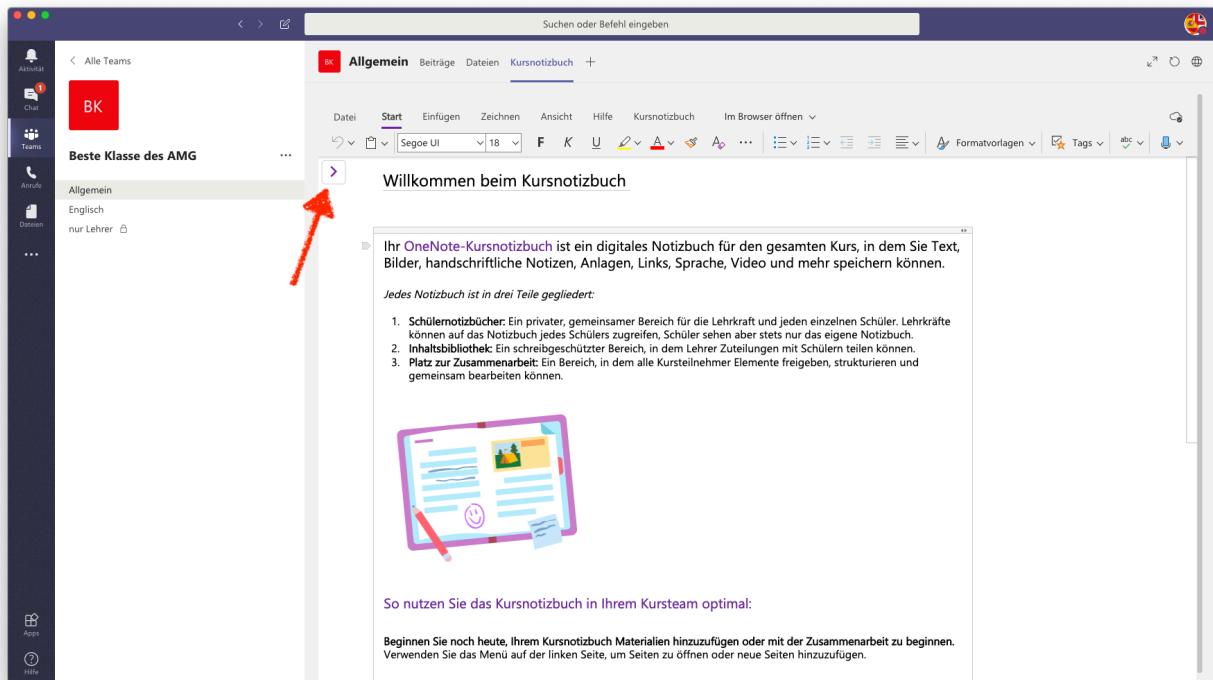 Suchen oder Befehl eingeben
Aktivität
1
Chat
Teams
Anrufe
Dateien
Apps
Hilfe
Alle Teams
BK
Beste Klasse des AMG
Allgemein
Englisch
nur Lehrer
BK Allgemein Beiträge Dateien Kursnotizbuch
Datei Start Einfügen Zeichnen Ansicht Hilfe Kursnotizbuch Im Browser öffnen
Segoe UI 18 F K U A A Formatvorlagen Tags abc
Willkommen beim Kursnotizbuch
Ihr OneNote-Kursnotizbuch ist ein digitales Notizbuch für den gesamten Kurs, in dem Sie Text,
Bilder, handschriftliche Notizen, Anlagen, Links, Sprache, Video und mehr speichern können.
Jedes Notizbuch ist in drei Teile gegliedert:
1. Schülernotizbücher: Ein privater, gemeinsamer Bereich für die Lehrkraft und jeden einzelnen Schüler. Lehrkräfte
können auf das Notizbuch jedes Schülers zugreifen, Schüler sehen aber stets nur das eigene Notizbuch.
2. Inhaltsbibliothek: Ein schreibgeschützter Bereich, in dem Lehrer Zuteilungen mit Schülern teilen können.
3. Platz zur Zusammenarbeit: Ein Bereich, in dem alle Kursteilnehmer Elemente freigeben, strukturieren und
gemeinsam bearbeiten können.
So nutzen Sie das Kursnotizbuch in Ihrem Kursteam optimal:
Beginnen Sie noch heute, Ihrem Kursnotizbuch Materialien hinzuzufügen oder mit der Zusammenarbeit zu beginnen.
Verwenden Sie das Menü auf der linken Seite, um Seiten zu öffnen oder neue Seiten hinzuzufügen.